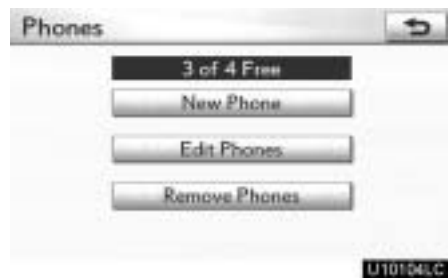 Phones
3 of 4 Free
New Phone
Edit Phones
Remove Phones
U10104LC